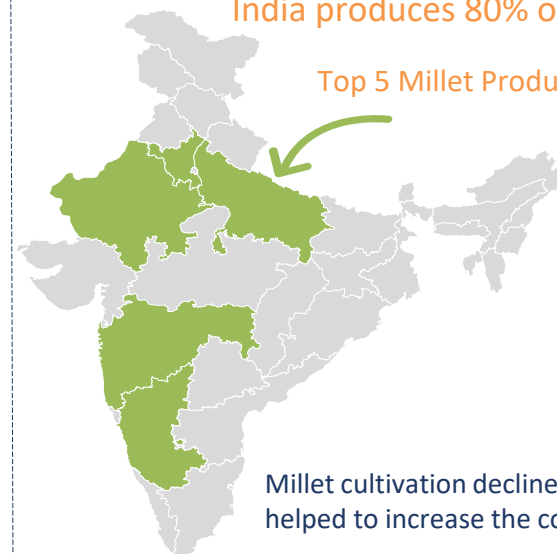 India produces 80% o
Top 5 Millet Produ
Millet cultivation decline
helped to increase the co